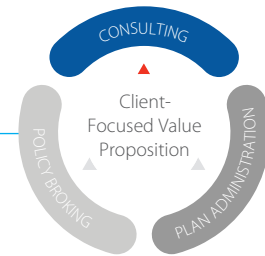 CONSULTING
Client-
Focused Value
Proposition
POLICY BROKING
PLAN ADMINISTRATION